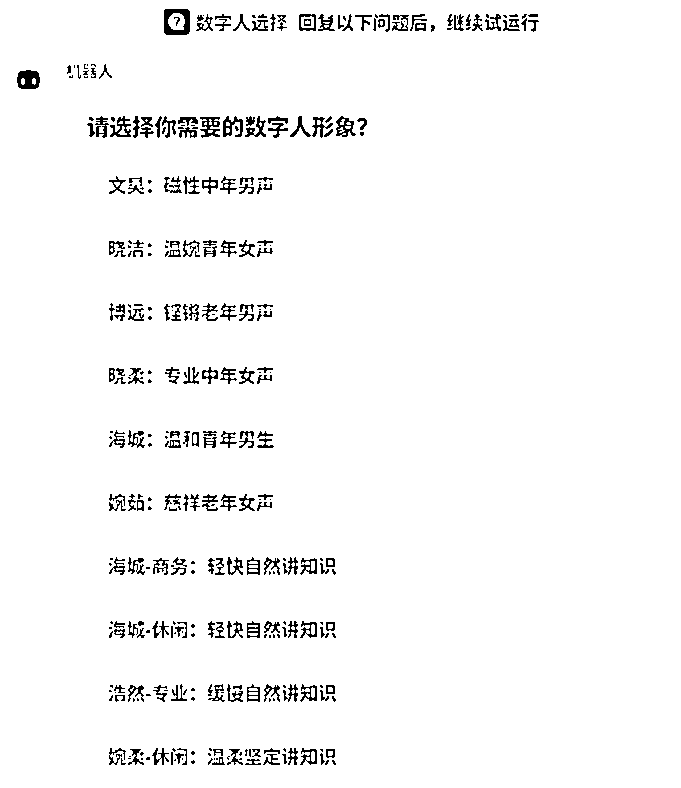 数字人选择 回复以下问题后，继续试运行
机器人
请选择你需要的数字人形象？
文昊：磁性中年男声
晓洁：温婉青年女声
博远：铿锵老年男声
晓柔：专业中年女声
海城：温和青年男生
婉茹：慈祥老年女声
海城-商务：轻快自然讲知识
海城-休闲：轻快自然讲知识
浩然-专业：缓慢自然讲知识
婉柔-休闲：温柔坚定讲知识